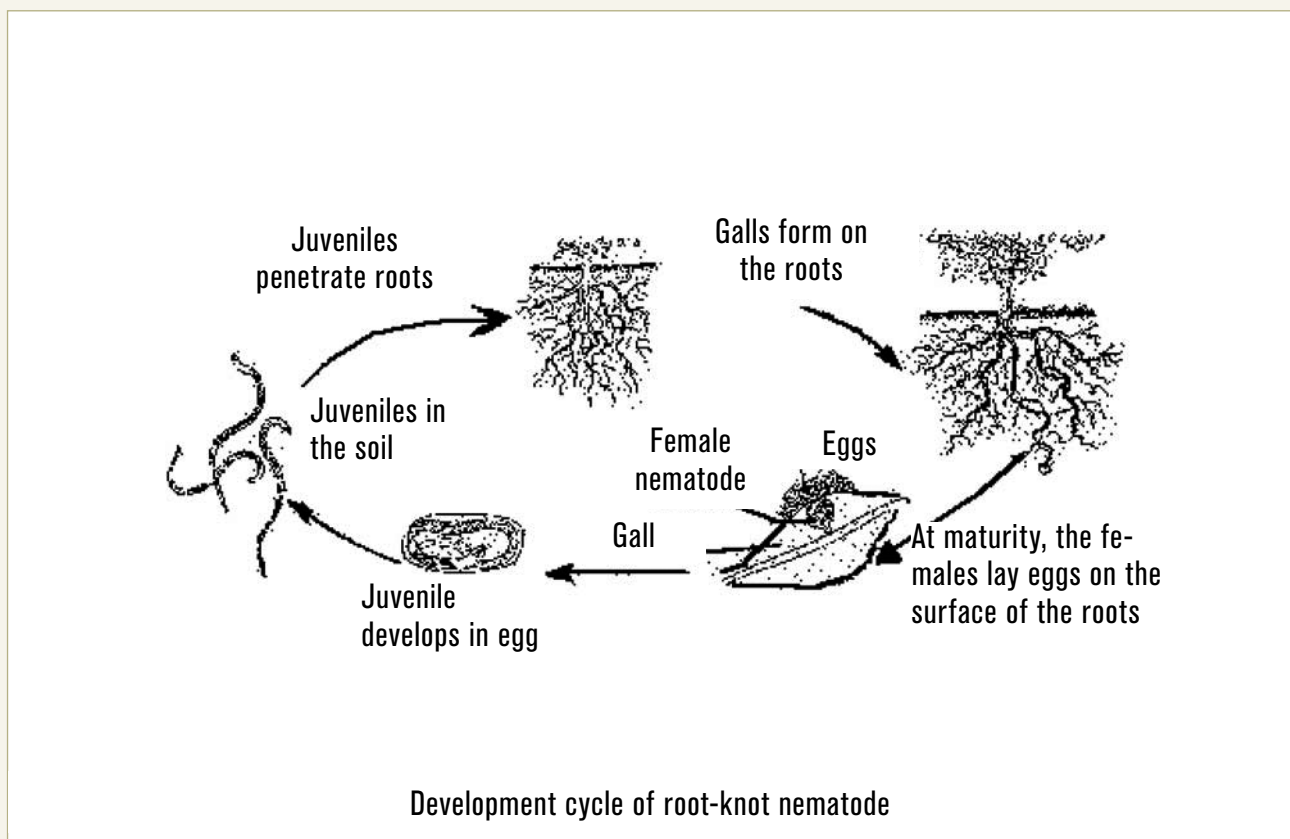 Juveniles
penetrate roots
Galls form on
the roots
Juveniles in
the soil
Female
nematode
Eggs
Gall
At maturity, the fe-
males lay eggs on the
surface of the roots
Juvenile
develops in egg
Development cycle of root-knot nematode